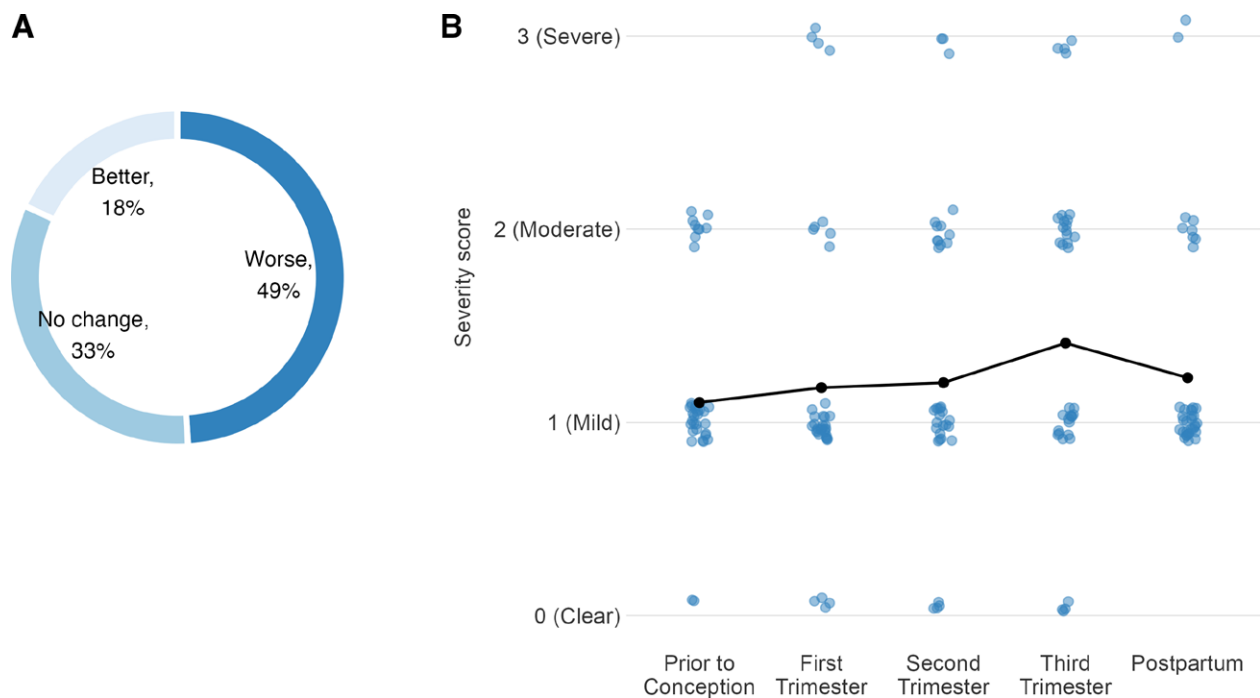 A
Better,
18%
Worse,
49%
No change,
33%
B
Severity score
3 (Severe)
2 (Moderate)
1 (Mild)
0 (Clear)
Prior to
Conception
First
Trimester
Second
Trimester
Third
Trimester
Postpartum